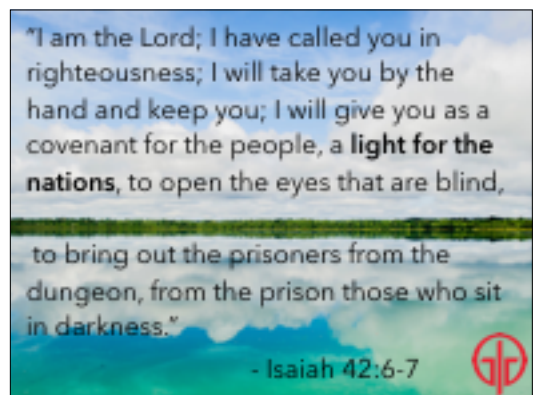 “I am the Lord; I have called you in
righteousness; I will take you by the
hand and keep you; I will give you as a
covenant for the people, a light for the
nations, to open the eyes that are blind,
to bring out the prisoners from the
dungeon, from the prison those who sit
in darkness.”
- Isaiah 42:6-7